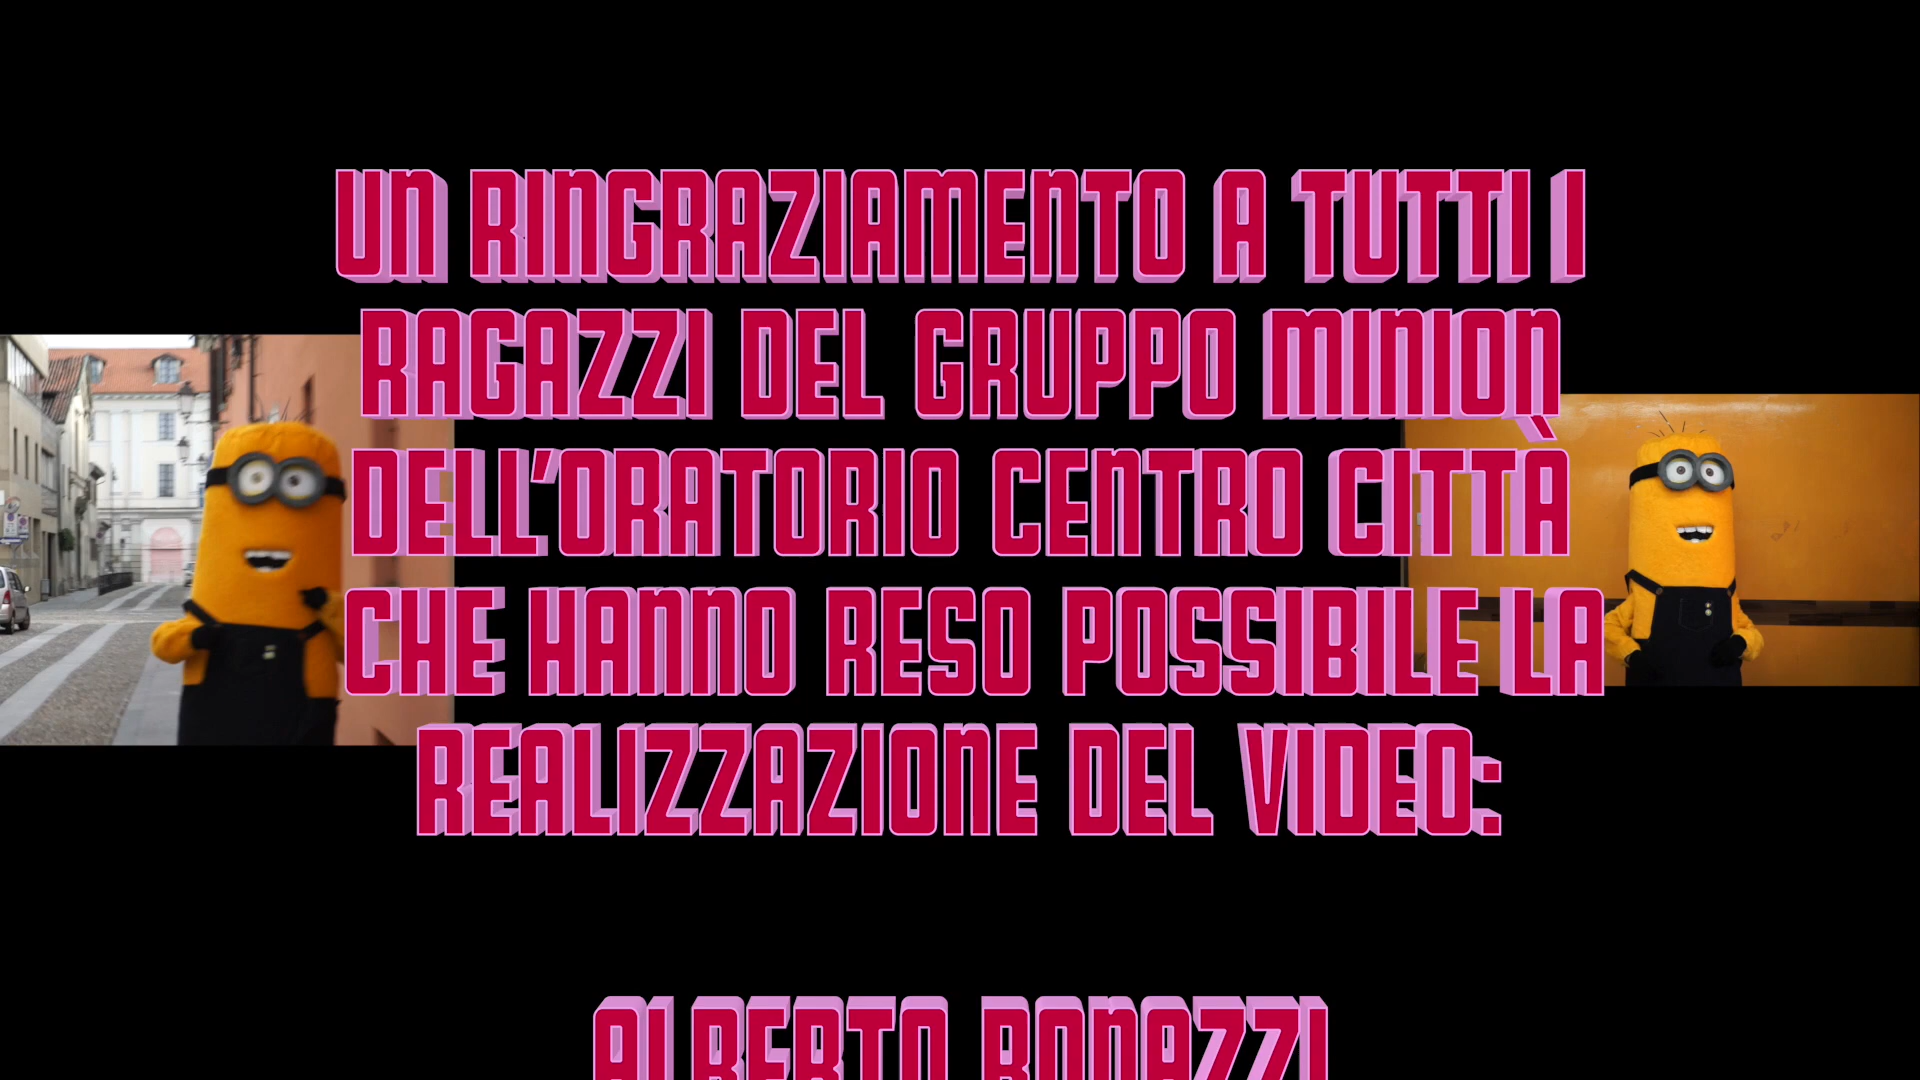 UN RINGRAZIAMENTO A TUTTI I
RAGAZZI DEL GRUPPO MINION
DELL'ORATORIO CENTRO CITTÀ
CHE HANNO RESO POSSIBILE LA
REALIZZAZIONE DEL VIDEO:
ALBERTO BONAZZI